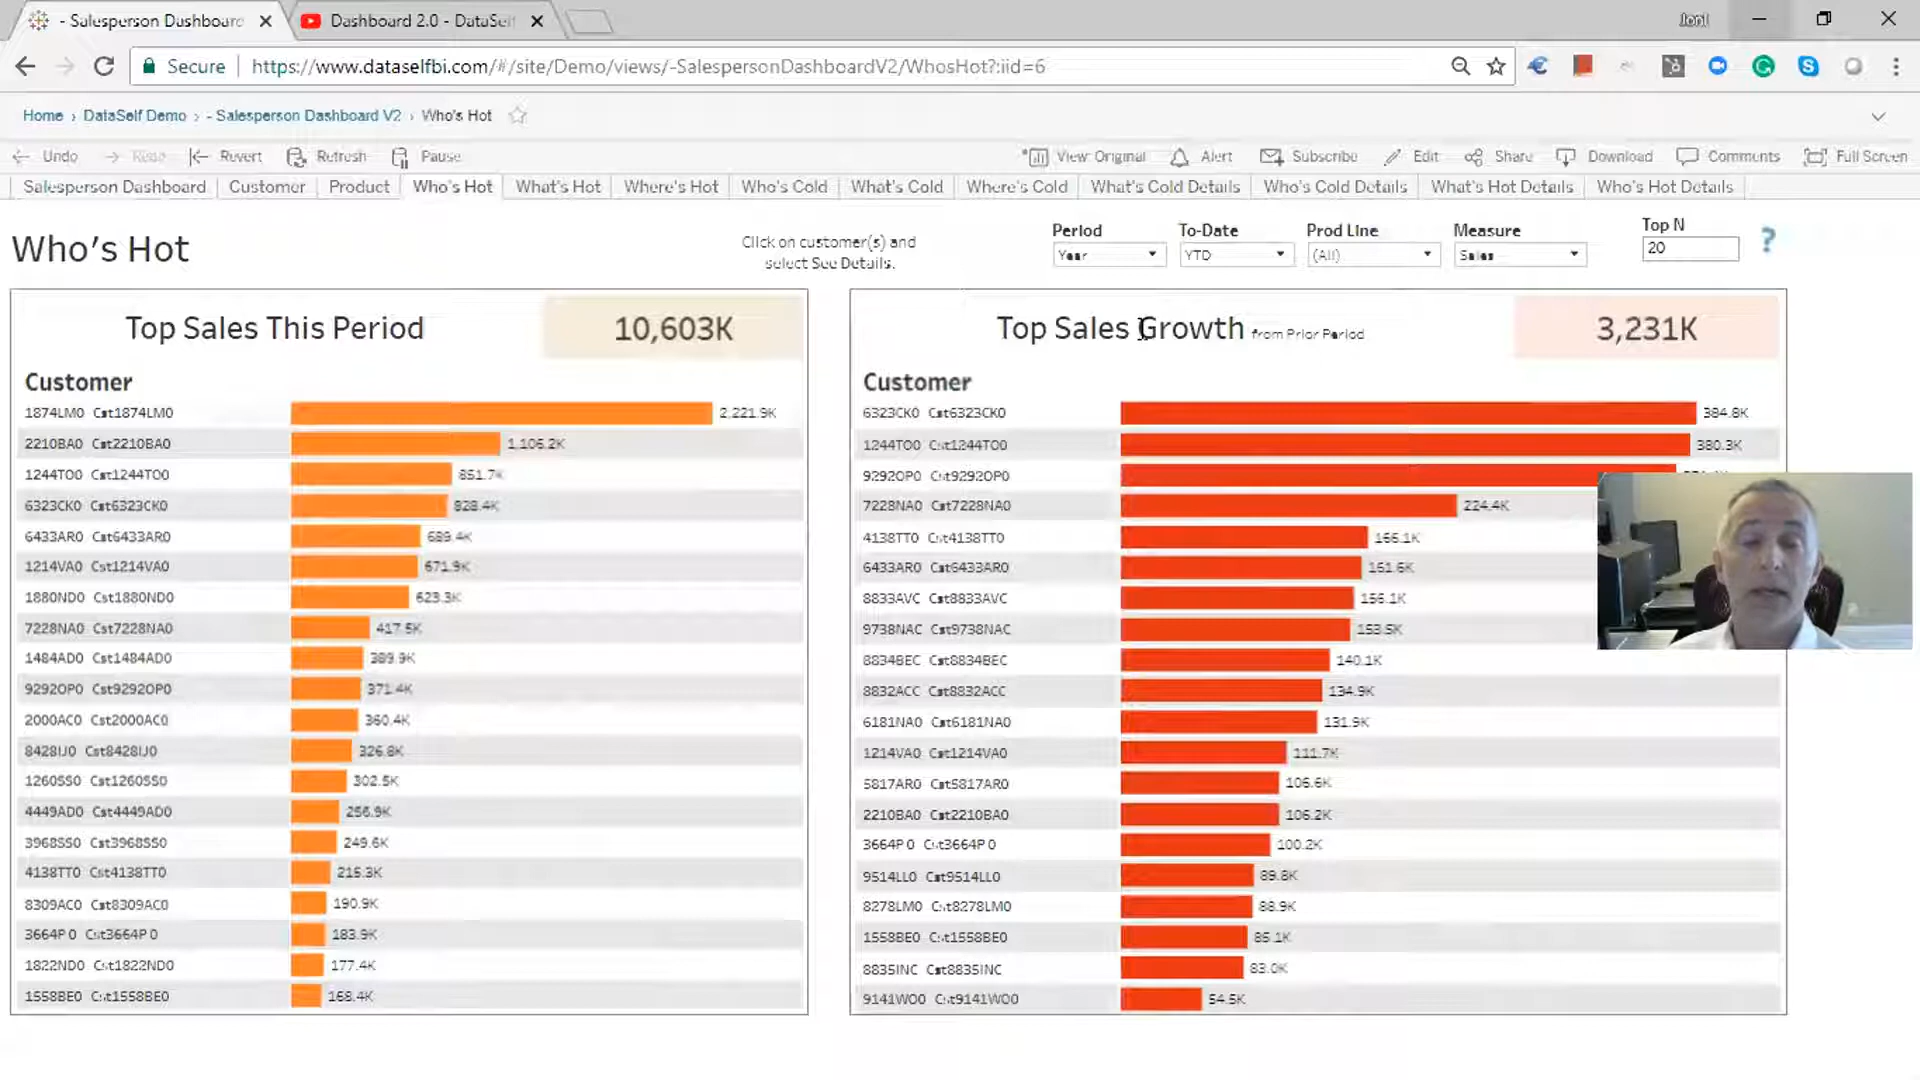 - Salesperson Dashboard
Dashboard 2.0 - DataSelf
Joni
Secure
https://www.dataselfbi.com/#/site/Demo/views/-SalespersonDashboardV2/WhosHot?:iid=6
Home › DataSelf Demo › - Salesperson Dashboard V2 › Who's Hot
Undo Redo Revert Refresh Pause View: Original Alert Subscribe Edit Share Download Comments Full Screen
Salesperson Dashboard Customer Product Who's Hot What's Hot Where's Hot Who's Cold What's Cold Where's Cold What's Cold Details Who's Cold Details What's Hot Details Who's Hot Details
Who's Hot
Click on customer(s) and
select See Details.
Period To-Date Prod Line Measure Top N
Year YTD (All) Sales 20
?
Top Sales This Period 10,603K
Customer
1874LM0 Cst1874LM0 2,221.9K
2210BA0 Cst2210BA0 1,106.2K
1244TO0 Cst1244TO0 851.7K
6323CK0 Cst6323CK0 828.4K
6433AR0 Cst6433AR0 689.4K
1214VA0 Cst1214VA0 671.9K
1880ND0 Cst1880ND0 623.3K
7228NA0 Cst7228NA0 417.5K
1484AD0 Cst1484AD0 389.9K
9292OP0 Cst9292OP0 371.4K
2000AC0 Cst2000AC0 360.4K
8428IJ0 Cst8428IJ0 326.8K
1260SS0 Cst1260SS0 302.5K
4449AD0 Cst4449AD0 256.9K
3968SS0 Cst3968SS0 249.6K
4138TT0 Cst4138TT0 215.3K
8309AC0 Cst8309AC0 190.9K
3664P 0 Cst3664P 0 183.9K
1822ND0 Cst1822ND0 177.4K
1558BE0 Cst1558BE0 168.4K
Top Sales Growth from Prior Period 3,231K
Customer
6323CK0 Cst6323CK0 384.8K
1244TO0 Cst1244TO0 380.3K
9292OP0 Cst9292OP0
7228NA0 Cst7228NA0 224.4K
4138TT0 Cst4138TT0 166.1K
6433AR0 Cst6433AR0 161.6K
8833AVC Cst8833AVC 156.1K
9738NAC Cst9738NAC 153.5K
8834BEC Cst8834BEC 140.1K
8832ACC Cst8832ACC 134.9K
6181NA0 Cst6181NA0 131.9K
1214VA0 Cst1214VA0 111.7K
5817AR0 Cst5817AR0 106.6K
2210BA0 Cst2210BA0 106.2K
3664P 0 Cst3664P 0 100.2K
9514LL0 Cst9514LL0 89.8K
8278LM0 Cst8278LM0 88.9K
1558BE0 Cst1558BE0 85.1K
8835INC Cst8835INC 83.0K
9141WO0 Cst9141WO0 54.5K